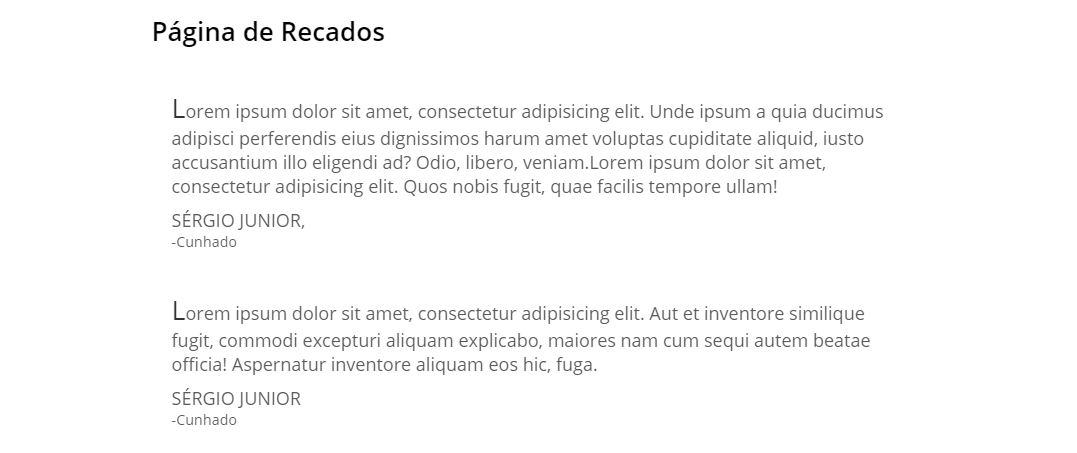 Página de Recados
Lorem ipsum dolor sit amet, consectetur adipisicing elit. Unde ipsum a quia ducimus
adipisci perferendis eius dignissimos harum amet voluptas cupiditate aliquid, iusto
accusantium illo eligendi ad? Odio, libero, veniam.Lorem ipsum dolor sit amet,
consectetur adipisicing elit. Quos nobis fugit, quae facilis tempore ullam!
SÉRGIO JUNIOR,
-Cunhado
Lorem ipsum dolor sit amet, consectetur adipisicing elit. Aut et inventore similique
fugit, commodi excepturi aliquam explicabo, maiores nam cum sequi autem beatae
officia! Aspernatur inventore aliquam eos hic, fuga.
SÉRGIO JUNIOR
-Cunhado